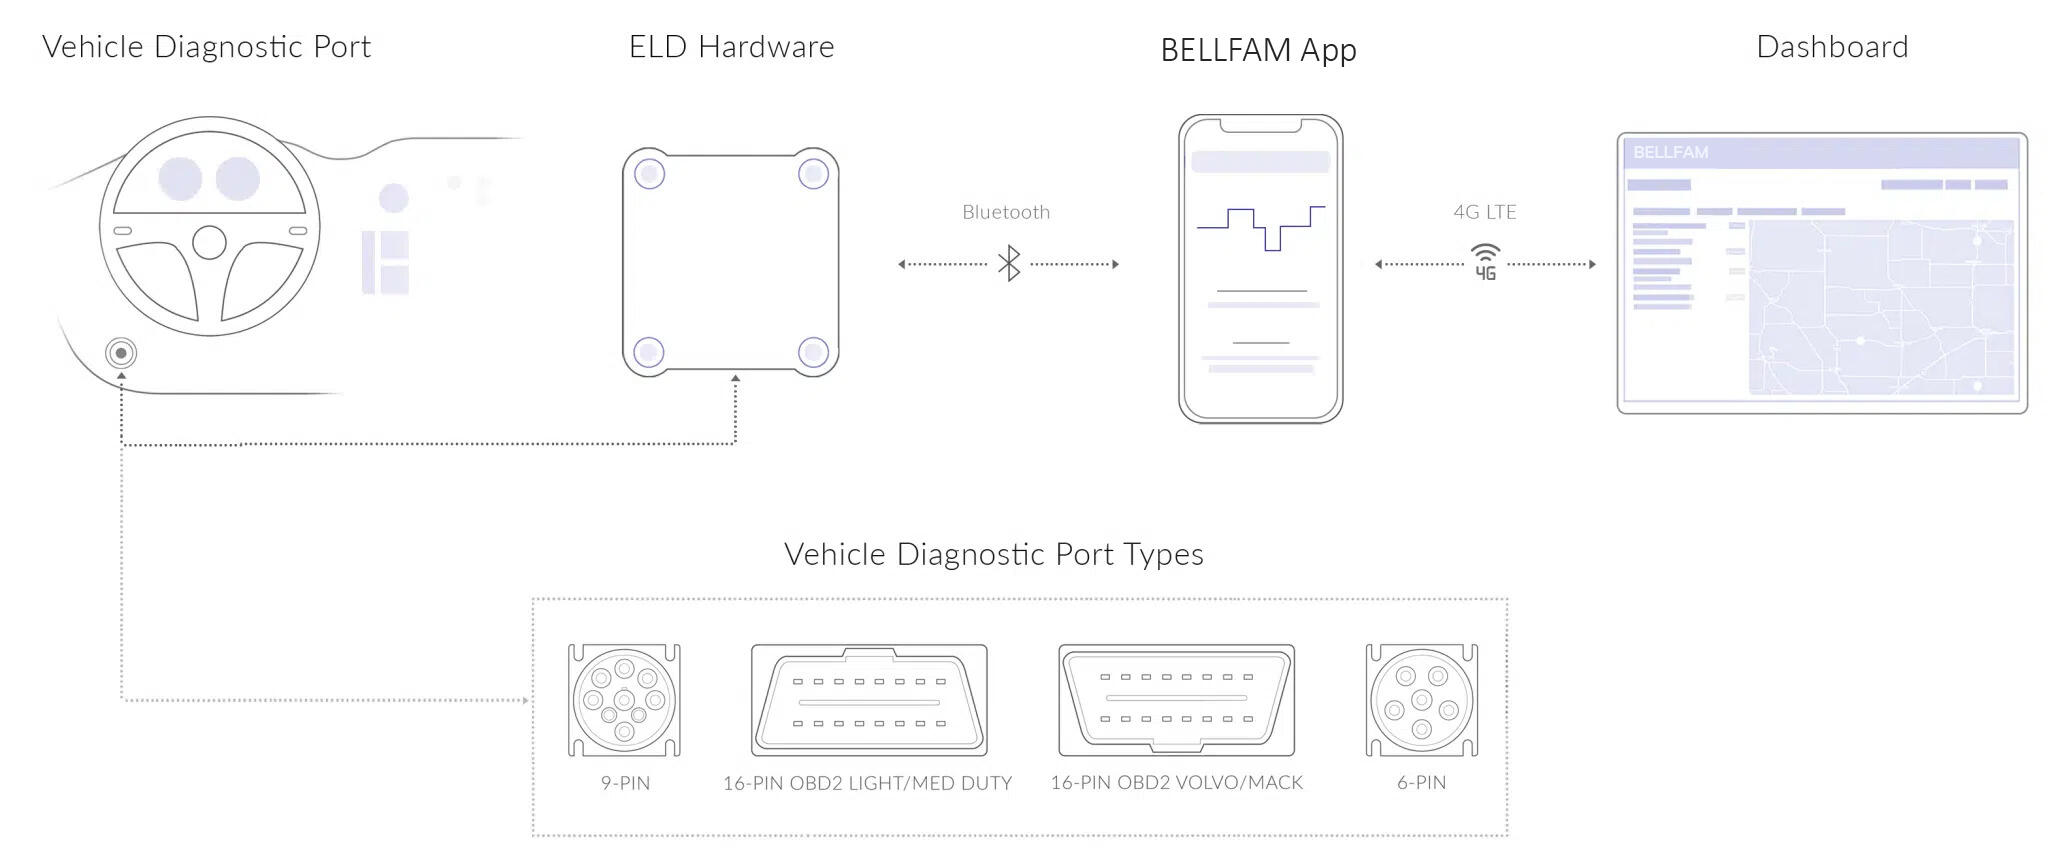 Vehicle Diagnostic Port
ELD Hardware
BELLFAM App
Dashboard
BELLFAM
Bluetooth
4G LTE
4G
Vehicle Diagnostic Port Types
9-PIN
16-PIN OBD2 LIGHT/MED DUTY
16-PIN OBD2 VOLVO/MACK
6-PIN